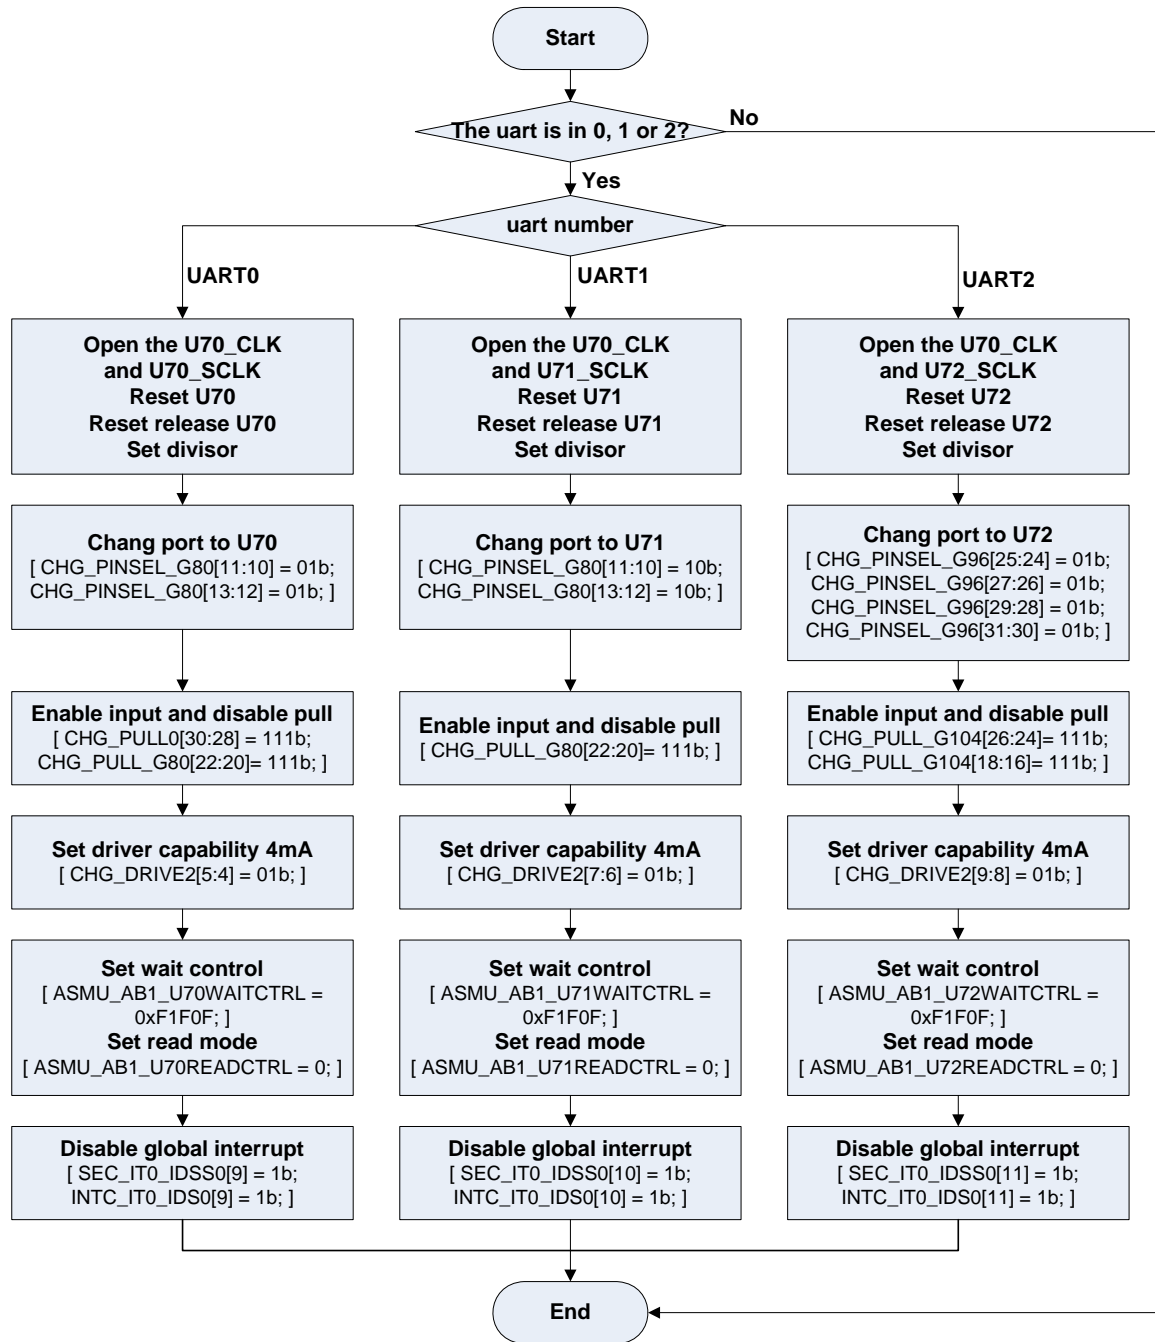 Start
The uart is in 0, 1 or 2?
No
Yes
uart number
UART0
UART1
UART2
Open the U70_CLK
and U70_SCLK
Reset U70
Reset release U70
Set divisor
Open the U70_CLK
and U71_SCLK
Reset U71
Reset release U71
Set divisor
Open the U70_CLK
and U72_SCLK
Reset U72
Reset release U72
Set divisor
Chang port to U70
[ CHG_PINSEL_G80[11:10] = 01b;
CHG_PINSEL_G80[13:12] = 01b; ]
Chang port to U71
[ CHG_PINSEL_G80[11:10] = 10b;
CHG_PINSEL_G80[13:12] = 10b; ]
Chang port to U72
[ CHG_PINSEL_G96[25:24] = 01b;
CHG_PINSEL_G96[27:26] = 01b;
CHG_PINSEL_G96[29:28] = 01b;
CHG_PINSEL_G96[31:30] = 01b; ]
Enable input and disable pull
[ CHG_PULL0[30:28] = 111b;
CHG_PULL_G80[22:20]= 111b; ]
Enable input and disable pull
[ CHG_PULL_G80[22:20]= 111b; ]
Enable input and disable pull
[ CHG_PULL_G104[26:24]= 111b;
CHG_PULL_G104[18:16]= 111b; ]
Set driver capability 4mA
[ CHG_DRIVE2[5:4] = 01b; ]
Set driver capability 4mA
[ CHG_DRIVE2[7:6] = 01b; ]
Set driver capability 4mA
[ CHG_DRIVE2[9:8] = 01b; ]
Set wait control
[ ASMU_AB1_U70WAITCTRL =
0xF1F0F; ]
Set read mode
[ ASMU_AB1_U70READCTRL = 0; ]
Set wait control
[ ASMU_AB1_U71WAITCTRL =
0xF1F0F; ]
Set read mode
[ ASMU_AB1_U71READCTRL = 0; ]
Set wait control
[ ASMU_AB1_U72WAITCTRL =
0xF1F0F; ]
Set read mode
[ ASMU_AB1_U72READCTRL = 0; ]
Disable global interrupt
[ SEC_IT0_IDSS0[9] = 1b;
INTC_IT0_IDS0[9] = 1b; ]
Disable global interrupt
[ SEC_IT0_IDSS0[10] = 1b;
INTC_IT0_IDS0[10] = 1b; ]
Disable global interrupt
[ SEC_IT0_IDSS0[11] = 1b;
INTC_IT0_IDS0[11] = 1b; ]
End